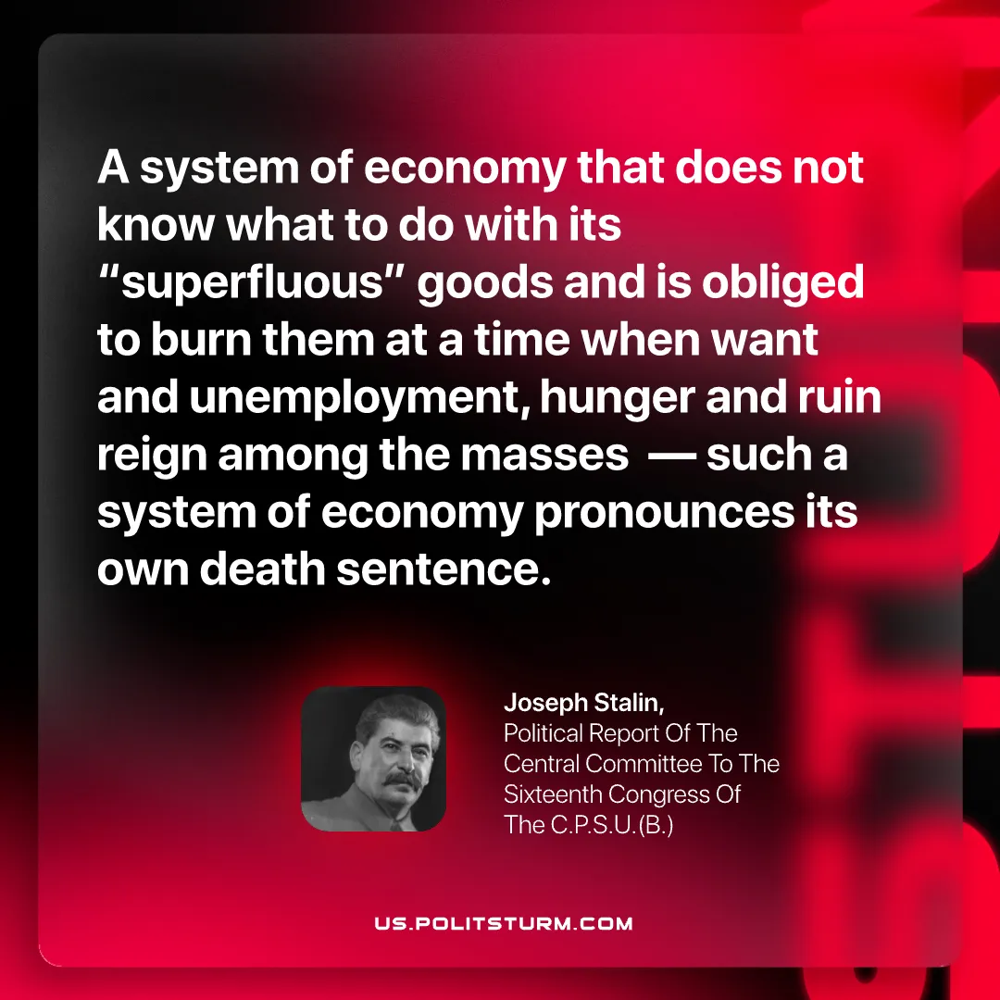 A system of economy that does not
know what to do with its
“superfluous” goods and is obliged
to burn them at a time when want
and unemployment, hunger and ruin
reign among the masses — such a
system of economy pronounces its
own death sentence.
Joseph Stalin,
Political Report Of The
Central Committee To The
Sixteenth Congress Of
The C.P.S.U.(B.)
US.POLITSTURM.COM